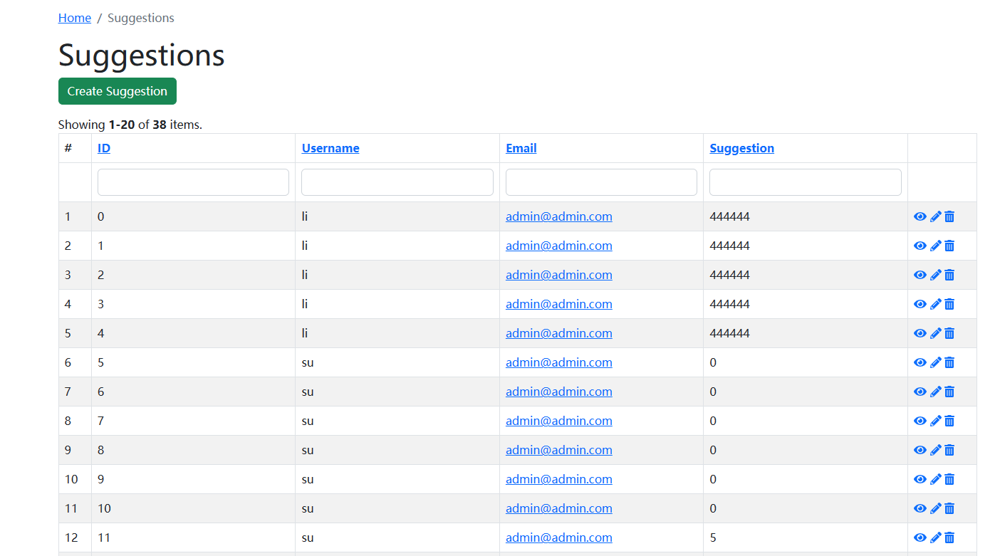 Home / Suggestions
Suggestions
Create Suggestion
Showing 1-20 of 38 items.
# ID Username Email Suggestion
1 0 li admin@admin.com 444444
2 1 li admin@admin.com 444444
3 2 li admin@admin.com 444444
4 3 li admin@admin.com 444444
5 4 li admin@admin.com 444444
6 5 su admin@admin.com 0
7 6 su admin@admin.com 0
8 7 su admin@admin.com 0
9 8 su admin@admin.com 0
10 9 su admin@admin.com 0
11 10 su admin@admin.com 0
12 11 su admin@admin.com 5